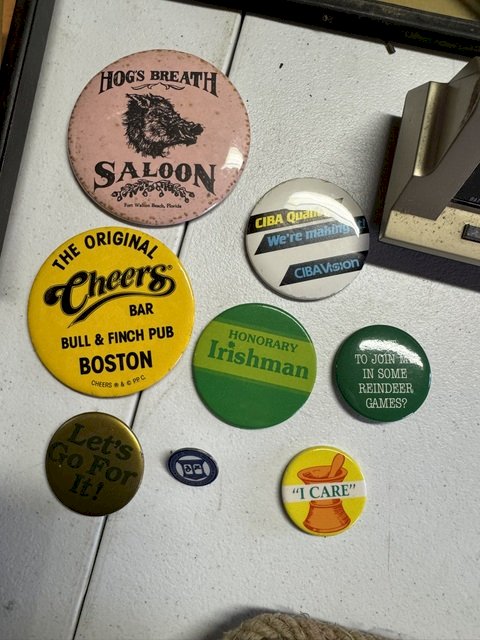 HOG'S BREATH
SALOON
Fort Walton Beach, Florida
CIBA
We're making
CIBAVISION
THE ORIGINAL
Cheers®
BAR
BULL & FINCH PUB
BOSTON
CHEERS ® & © P.P.C.
HONORARY
Irishman
TO JOIN
IN SOME
REINDEER
GAMES?
Let's
Go For
It!
"I CARE"